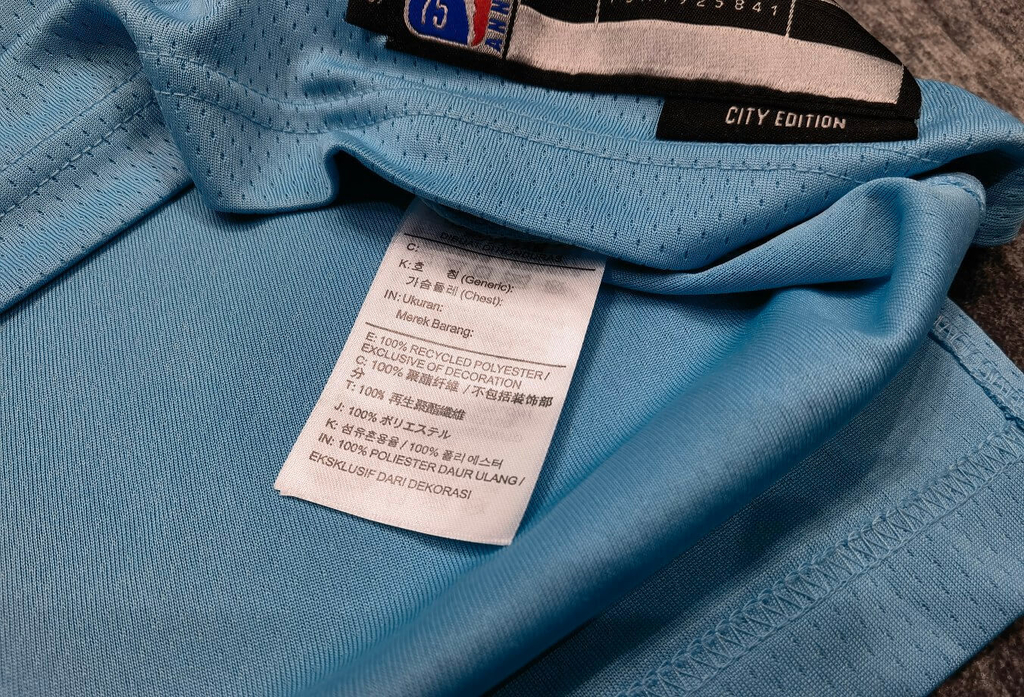 75
ANN
925841
CITY EDITION
C:
K: 호 칭 (Generic):
가슴둘레 (Chest):
IN: Ukuran:
Merek Barang:
E: 100% RECYCLED POLYESTER /
EXCLUSIVE OF DECORATION
C: 100% 聚酯纤维 / 不包括装饰部
分
T: 100% 再生聚酯纖維
J: 100% ポリエステル
K: 섬유혼용율 / 100% 폴리에스터
IN: 100% POLIESTER DAUR ULANG /
EKSKLUSIF DARI DEKORASI